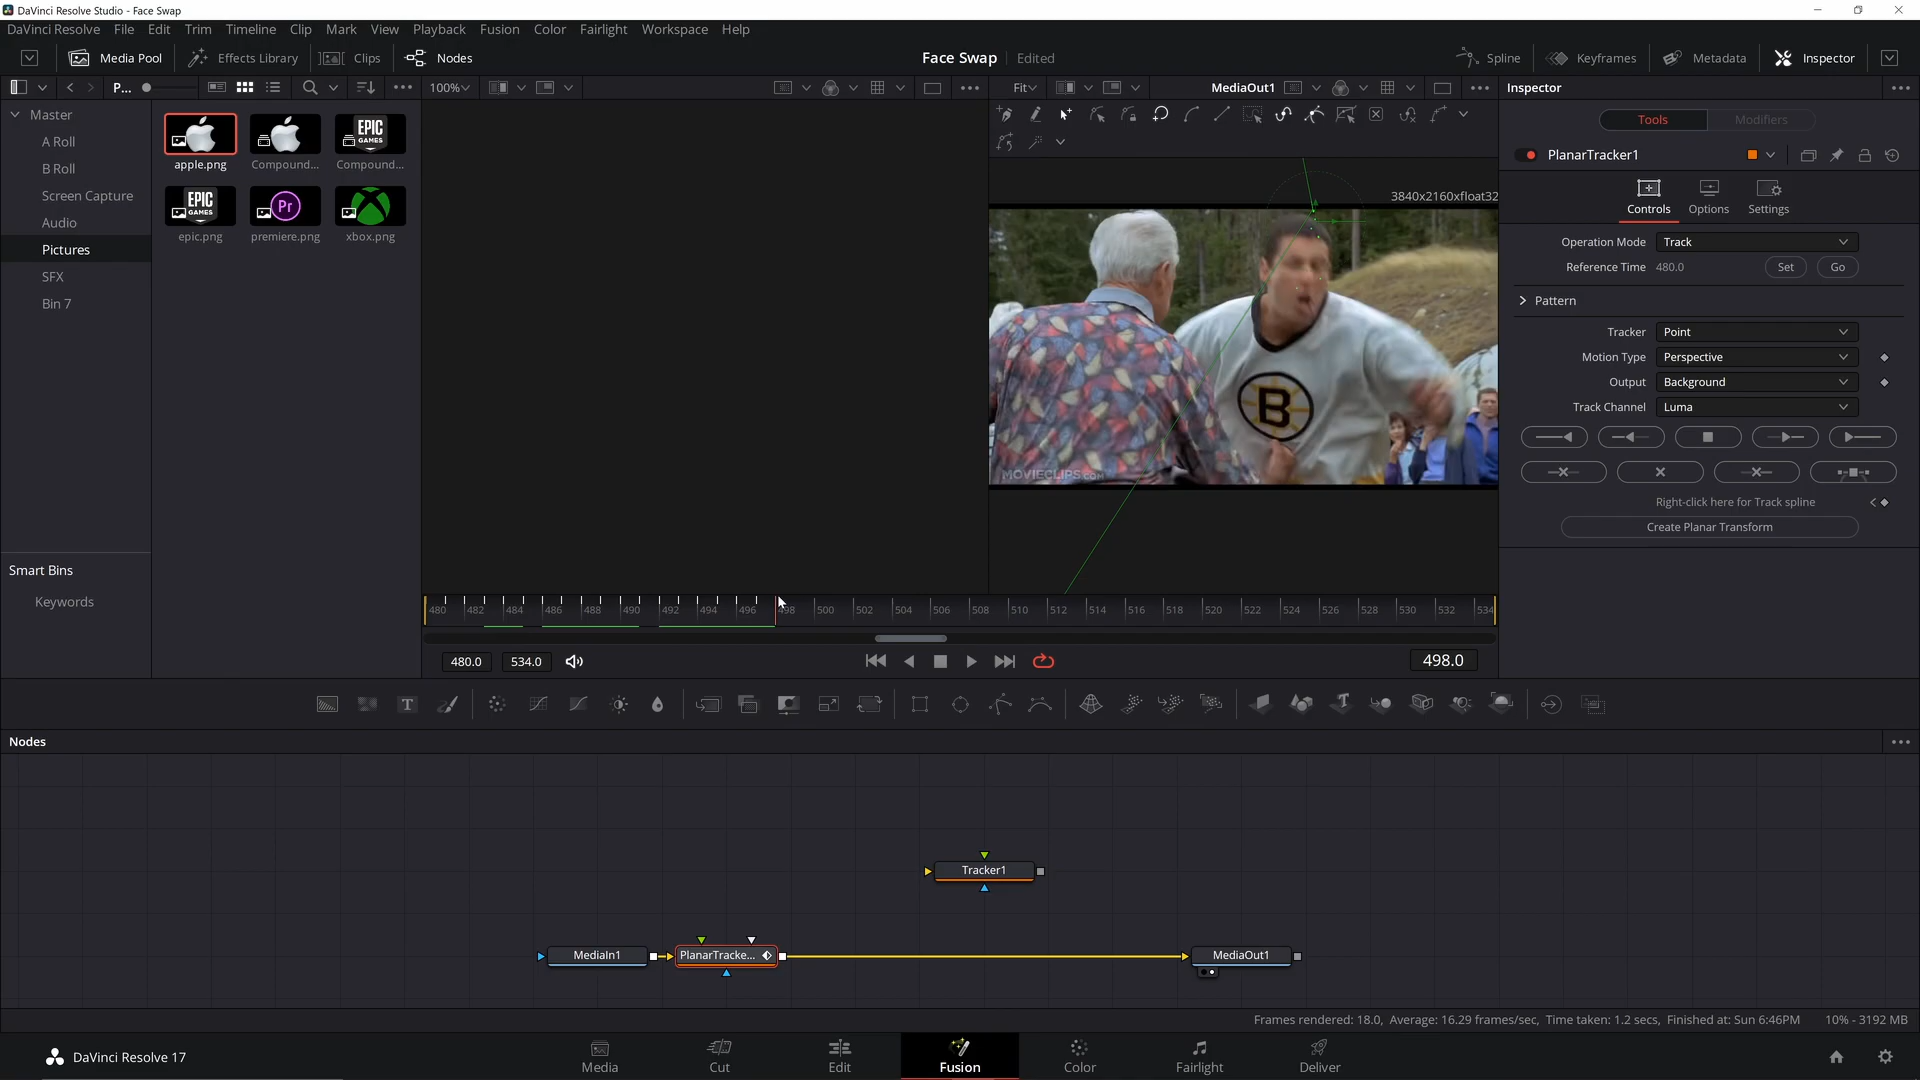 DaVinci Resolve Studio - Face Swap
DaVinci Resolve File Edit Trim Timeline Clip Mark View Playback Fusion Color Fairlight Workspace Help
Media Pool Effects Library Clips Nodes Face Swap Edited Spline Keyframes Metadata Inspector
P... 100% Fit MediaOut1 Inspector
Master
A Roll
B Roll
Screen Capture
Audio
Pictures
SFX
Bin 7
Smart Bins
Keywords
EPIC GAMES
apple.png Compound... Compound...
EPIC GAMES Pr
epic.png premiere.png xbox.png
3840x2160xfloat32
B
MOVIECLIPS.COM
Tools Modifiers
PlanarTracker1
Controls Options Settings
Operation Mode Track
Reference Time 480.0 Set Go
Pattern
Tracker Point
Motion Type Perspective
Output Background
Track Channel Luma
Right-click here for Track spline
Create Planar Transform
480 482 484 486 488 490 492 494 496 498 500 502 504 506 508 510 512 514 516 518 520 522 524 526 528 530 532 534
480.0 534.0 498.0
T
Nodes
Tracker1
MediaIn1 PlanarTracke... MediaOut1
Frames rendered: 18.0, Average: 16.29 frames/sec, Time taken: 1.2 secs, Finished at: Sun 6:46PM 10% - 3192 MB
DaVinci Resolve 17 Media Cut Edit Fusion Color Fairlight Deliver